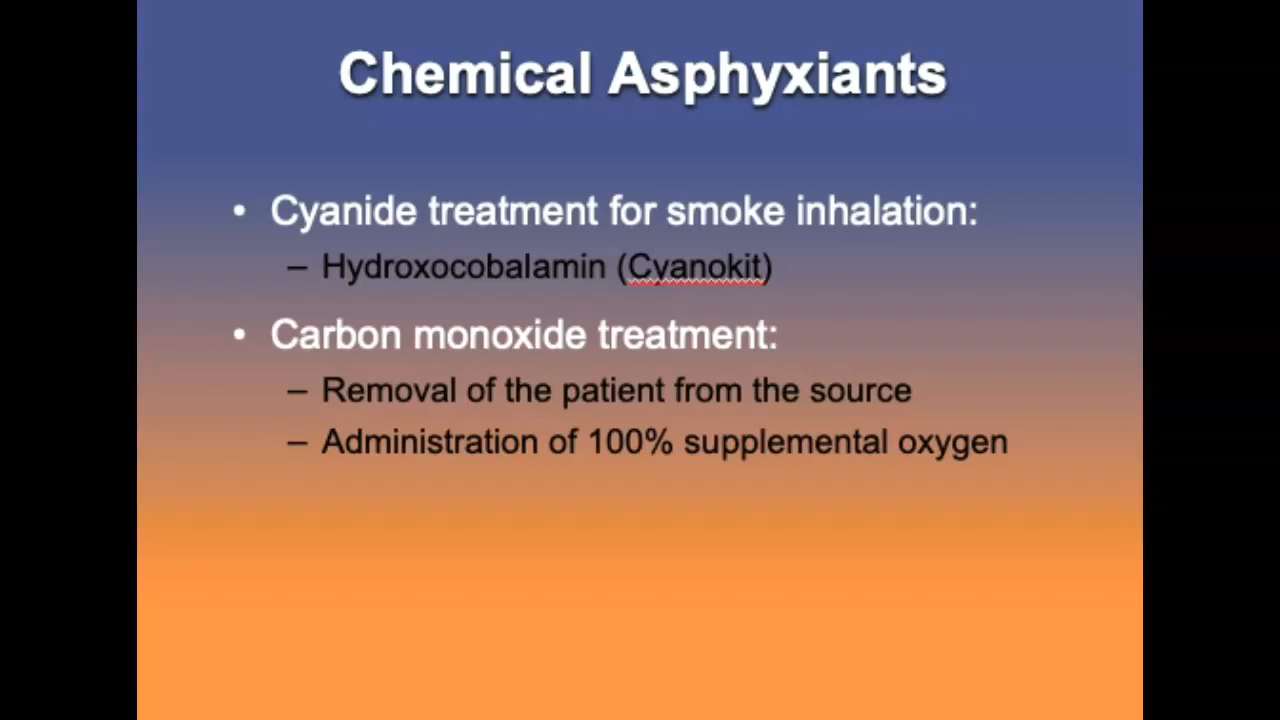 Chemical Asphyxiants
• Cyanide treatment for smoke inhalation:
– Hydroxocobalamin (Cyanokit)
• Carbon monoxide treatment:
– Removal of the patient from the source
– Administration of 100% supplemental oxygen